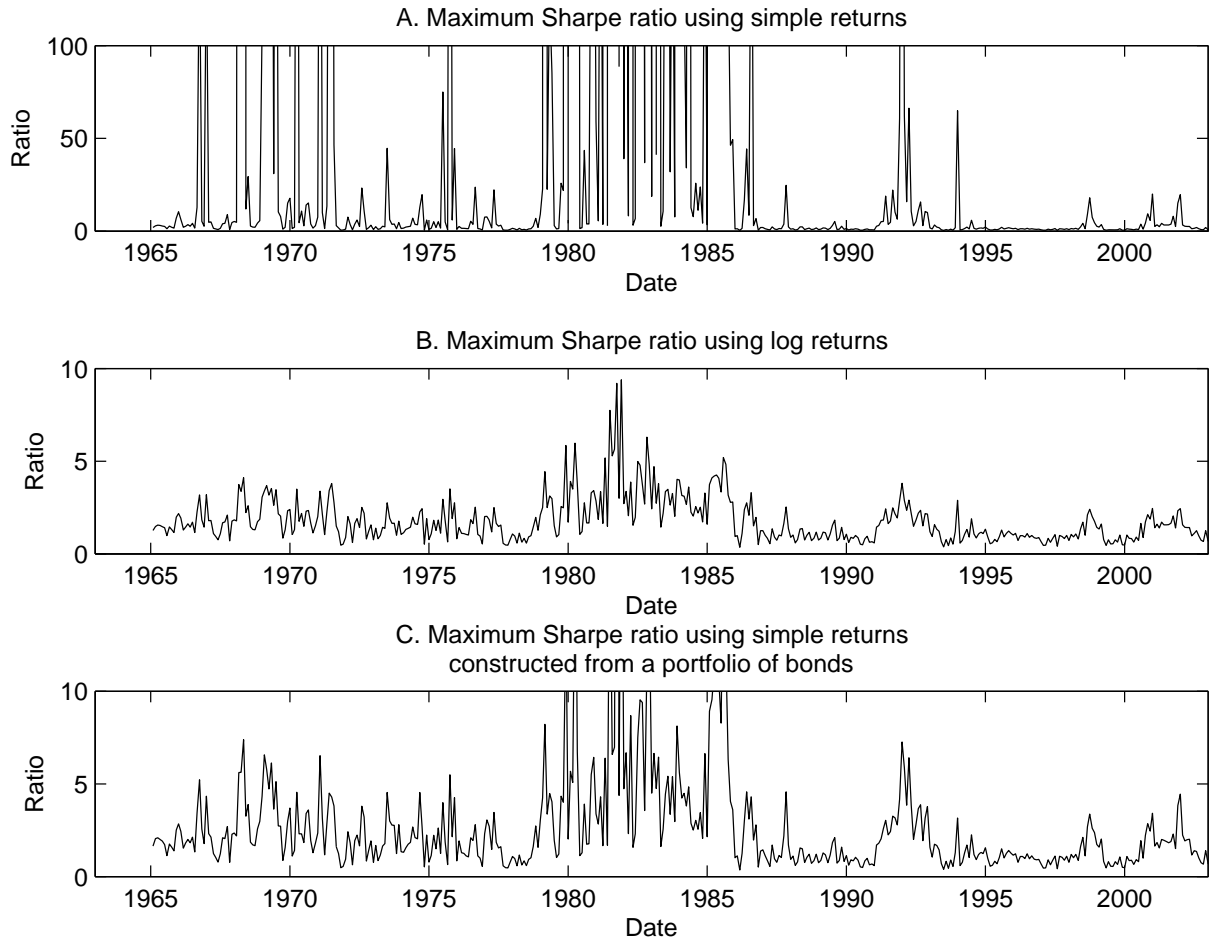 A. Maximum Sharpe ratio using simple returns
100
50
0
Ratio
1965 1970 1975 1980 1985 1990 1995 2000
Date
B. Maximum Sharpe ratio using log returns
10
5
0
Ratio
1965 1970 1975 1980 1985 1990 1995 2000
Date
C. Maximum Sharpe ratio using simple returns
constructed from a portfolio of bonds
10
5
0
Ratio
1965 1970 1975 1980 1985 1990 1995 2000
Date